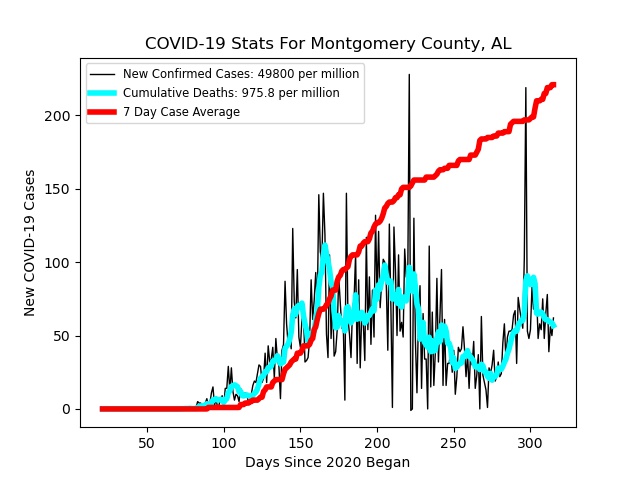 COVID-19 Stats For Montgomery County, AL
New Confirmed Cases: 49800 per million
Cumulative Deaths: 975.8 per million
7 Day Case Average
200
150
100
50
0
New COVID-19 Cases
50 100 150 200 250 300
Days Since 2020 Began